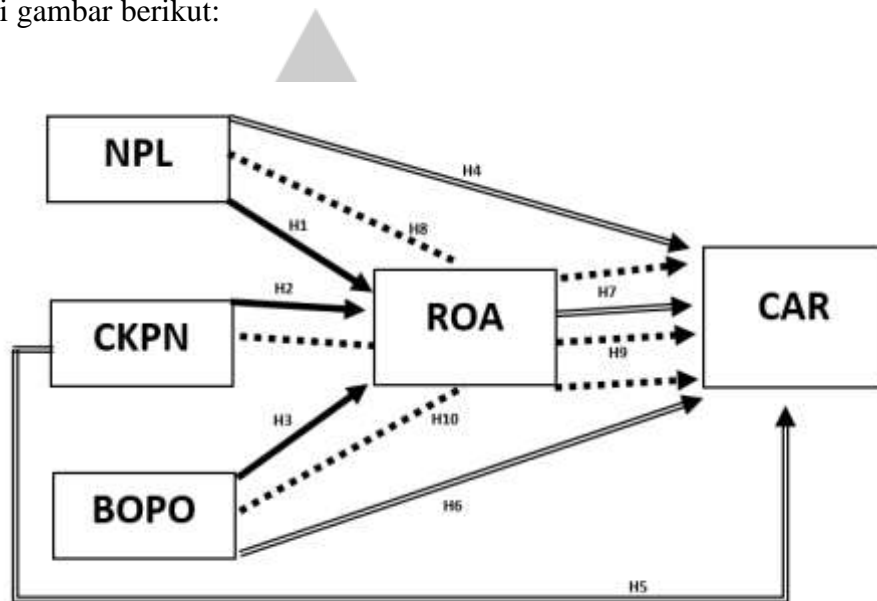 i gambar berikut:
NPL
H4
H8
H1
H2
ROA
H7
CAR
CKPN
H9
H3
H10
BOPO
H6
H5